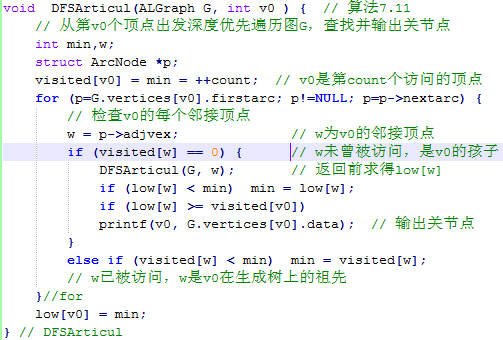 void  DFSArticul(ALGraph G, int v0 ) {  // 算法7.11
// 从第v0个顶点出发深度优先遍历图G，查找并输出关节点
int min,w;
struct ArcNode *p;
visited[v0] = min = ++count;  // v0是第count个访问的顶点
for (p=G.vertices[v0].firstarc; p!=NULL; p=p->nextarc) {
// 检查v0的每个邻接顶点
w = p->adjvex;  // w为v0的邻接顶点
if (visited[w] == 0) {  // w未曾被访问，是v0的孩子
DFSArticul(G, w);  // 返回前求得low[w]
if (low[w] < min)  min = low[w];
if (low[w] >= visited[v0])
printf(v0, G.vertices[v0].data);  // 输出关节点
}
else if (visited[w] < min)  min = visited[w];
// w已被访问，w是v0在生成树上的祖先
}//for
low[v0] = min;
} // DFSArticul